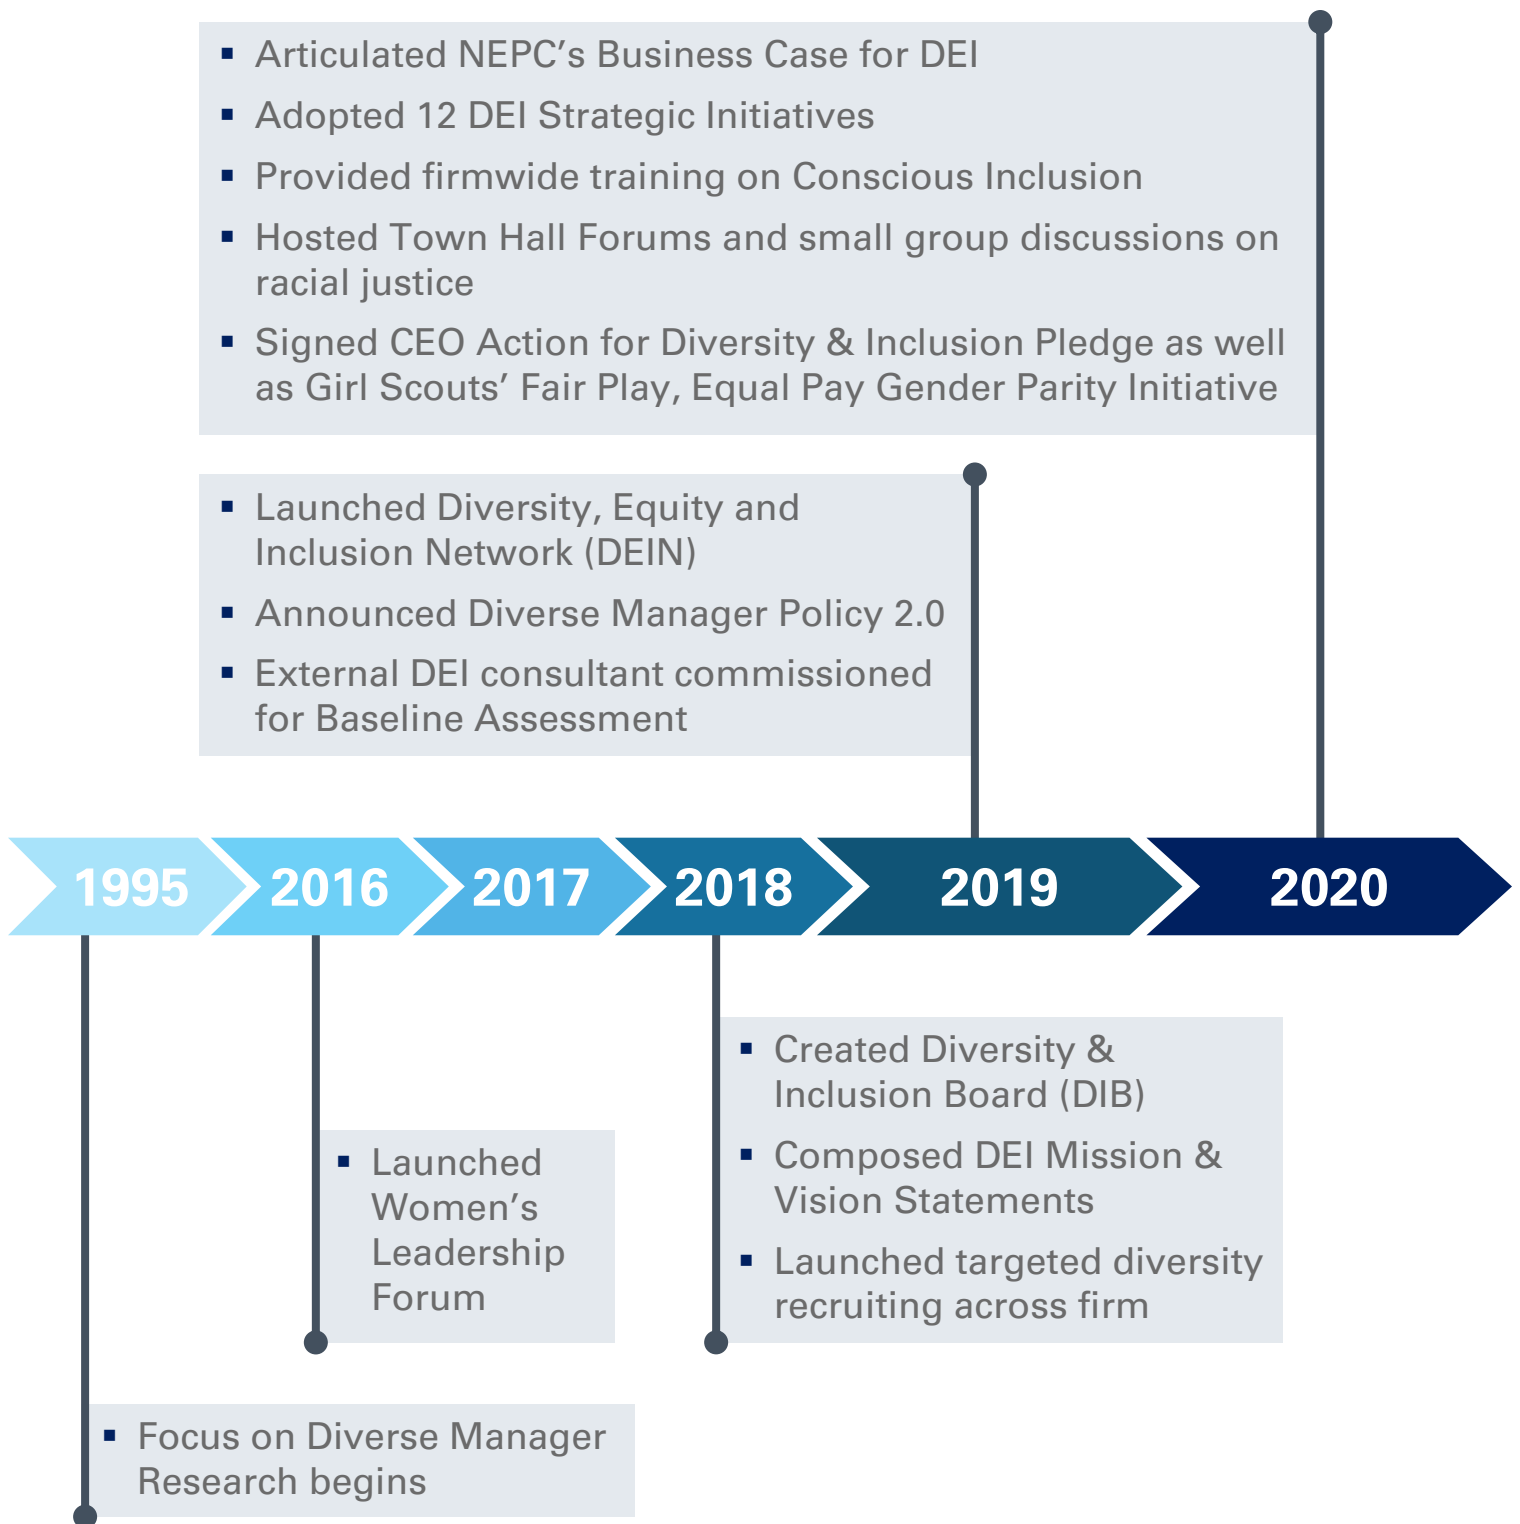 ▪ Articulated NEPC’s Business Case for DEI
▪ Adopted 12 DEI Strategic Initiatives
▪ Provided firmwide training on Conscious Inclusion
▪ Hosted Town Hall Forums and small group discussions on
racial justice
▪ Signed CEO Action for Diversity & Inclusion Pledge as well
as Girl Scouts’ Fair Play, Equal Pay Gender Parity Initiative
▪ Launched Diversity, Equity and
Inclusion Network (DEIN)
▪ Announced Diverse Manager Policy 2.0
▪ External DEI consultant commissioned
for Baseline Assessment
1995 2016 2017 2018 2019 2020
▪ Created Diversity &
Inclusion Board (DIB)
▪ Composed DEI Mission &
Vision Statements
▪ Launched targeted diversity
recruiting across firm
▪ Launched
Women’s
Leadership
Forum
▪ Focus on Diverse Manager
Research begins